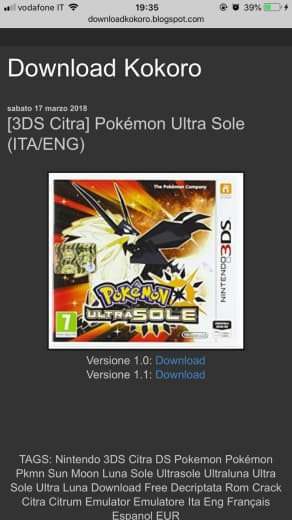 vodafone IT 19:35 39%
downloadkokoro.blogspot.com
Download Kokoro
sabato 17 marzo 2018
[3DS Citra] Pokémon Ultra Sole
(ITA/ENG)
The Pokémon Company
NINTENDO 3DS
POKéMON
ULTRASOLE
7
Nintendo
Versione 1.0: Download
Versione 1.1: Download
TAGS: Nintendo 3DS Citra DS Pokemon Pokémon
Pkmn Sun Moon Luna Sole Ultrasole Ultraluna Ultra
Sole Ultra Luna Download Free Decriptata Rom Crack
Citra Citrum Emulator Emulatore Ita Eng Français
Espanol EUR